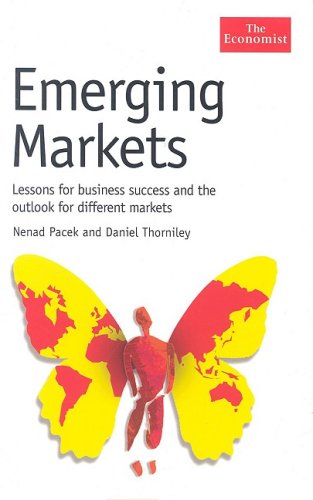 The
Economist
Emerging
Markets
Lessons for business success and the
outlook for different markets
Nenad Pacek and Daniel Thorniley